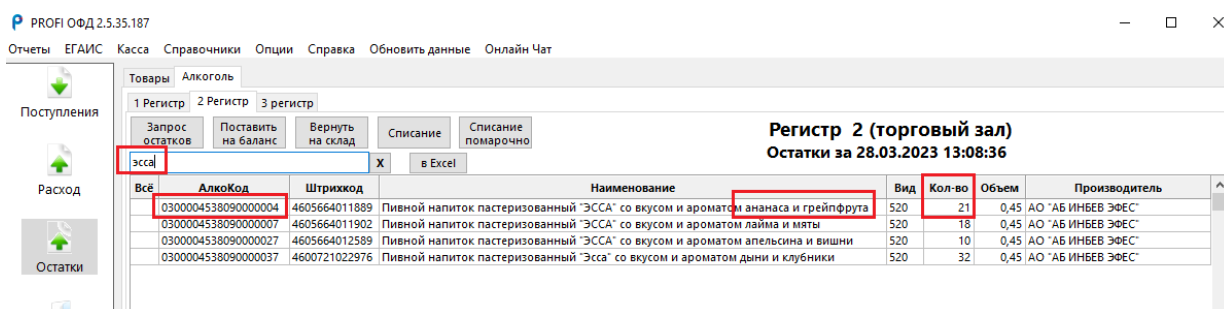 PROFI ОФД 2.5.35.187
Отчеты ЕГАИС Касса Справочники Опции Справка Обновить данные Онлайн Чат
Поступления
Расход
Остатки
Товары Алкоголь
1 Регистр 2 Регистр 3 регистр
Запрос остатков Поставить на баланс Вернуть на склад Списание Списание помарочно
Регистр 2 (торговый зал)
Остатки за 28.03.2023 13:08:36
эсса X в Excel
Всё АлкоКод Штрихкод Наименование Вид Кол-во Объем Производитель
0300004538090000004 4605664011889 Пивной напиток пастеризованный "ЭССА" со вкусом и ароматом ананаса и грейпфрута 520 21 0,45 АО "АБ ИНБЕВ ЭФЕС"
0300004538090000007 4605664011902 Пивной напиток пастеризованный "ЭССА" со вкусом и ароматом лайма и мяты 520 18 0,45 АО "АБ ИНБЕВ ЭФЕС"
0300004538090000027 4605664012589 Пивной напиток пастеризованный "ЭССА" со вкусом и ароматом апельсина и вишни 520 10 0,45 АО "АБ ИНБЕВ ЭФЕС"
0300004538090000037 4600721022976 Пивной напиток пастеризованный "Эсса" со вкусом и ароматом дыни и клубники 520 32 0,45 АО "АБ ИНБЕВ ЭФЕС"